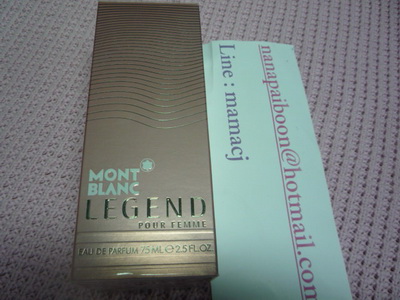 MONT
BLANC
LEGEND
POUR FEMME
EAU DE PARFUM 75 ML ℮ 2.5 FL.OZ.
nanapaiboon@hotmail.com
Line : mamacj